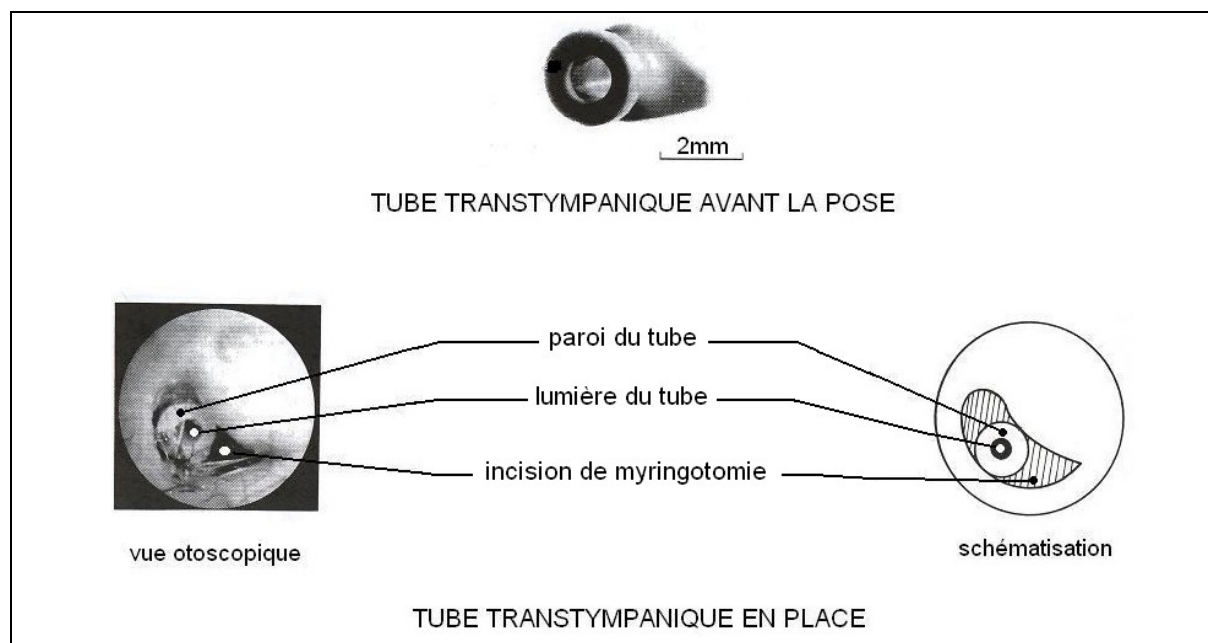 2mm
TUBE TRANSTYMPANIQUE AVANT LA POSE
paroi du tube
lumière du tube
incision de myringotomie
vue otoscopique
schématisation
TUBE TRANSTYMPANIQUE EN PLACE